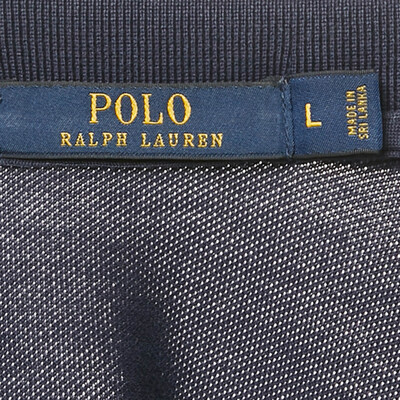 POLO
RALPH LAUREN
L
MADE IN
SRI LANKA